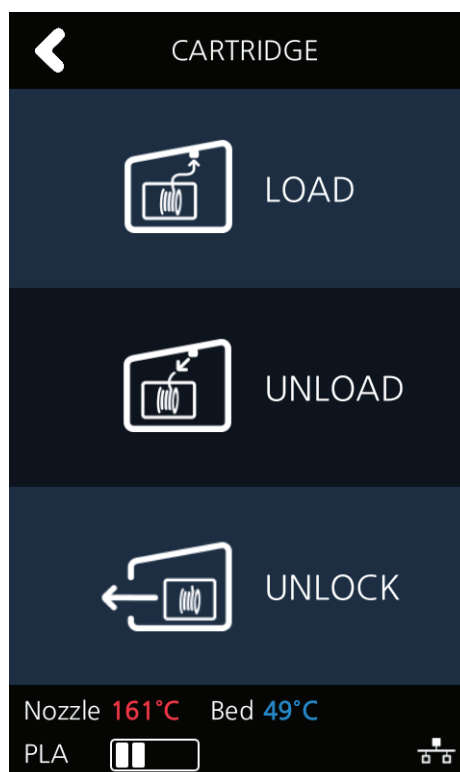 CARTRIDGE
LOAD
UNLOAD
UNLOCK
Nozzle 161°C Bed 49°C
PLA